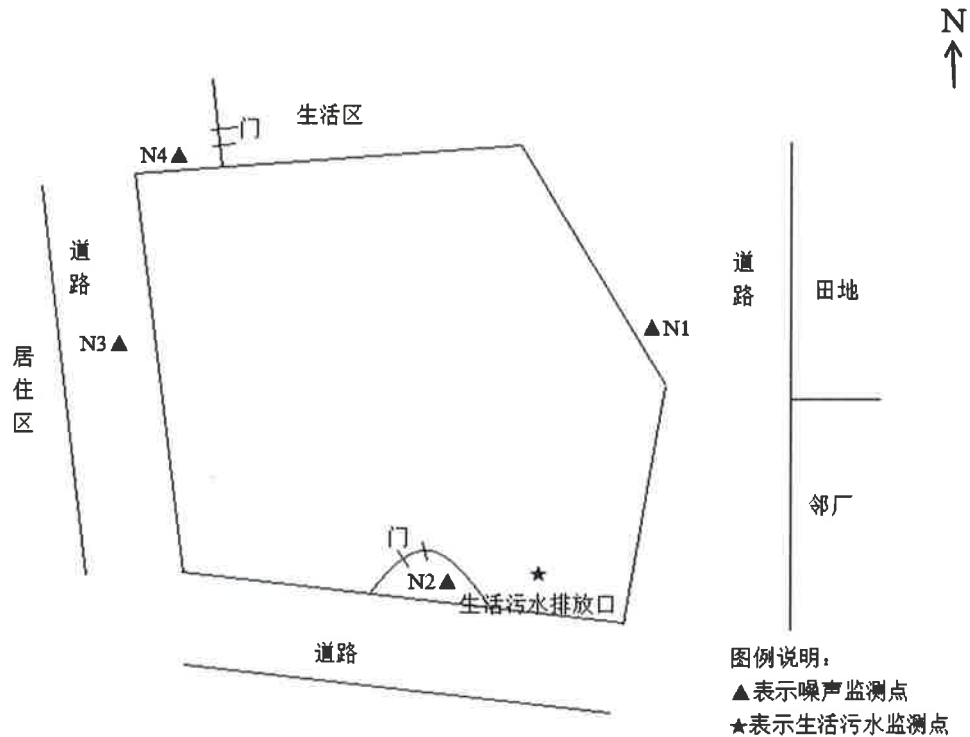 N
生活区
门
N4▲
道路
道路
田地
▲N1
N3▲
居住区
邻厂
门
N2▲
★
生活污水排放口
道路
图例说明：
▲表示噪声监测点
★表示生活污水监测点